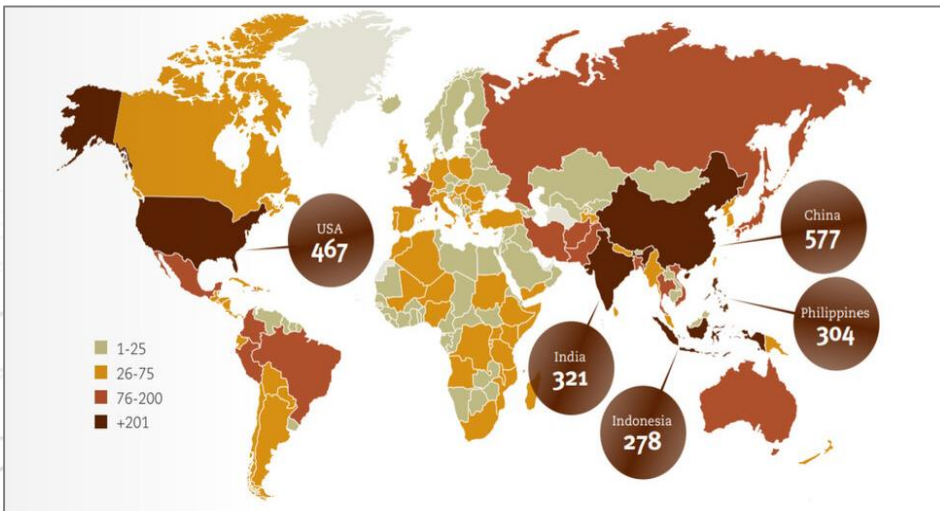 USA
467
China
577
Philippines
304
India
321
Indonesia
278
1-25
26-75
76-200
+201